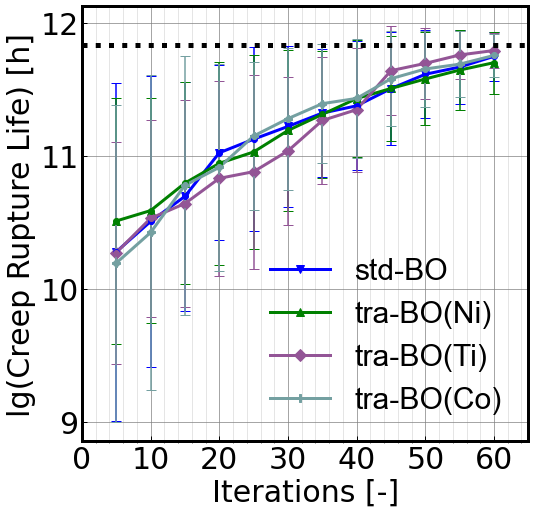 lg(Creep Rupture Life) [h]
12
11
10
9
std-BO
tra-BO(Ni)
tra-BO(Ti)
tra-BO(Co)
0 10 20 30 40 50 60
Iterations [-]